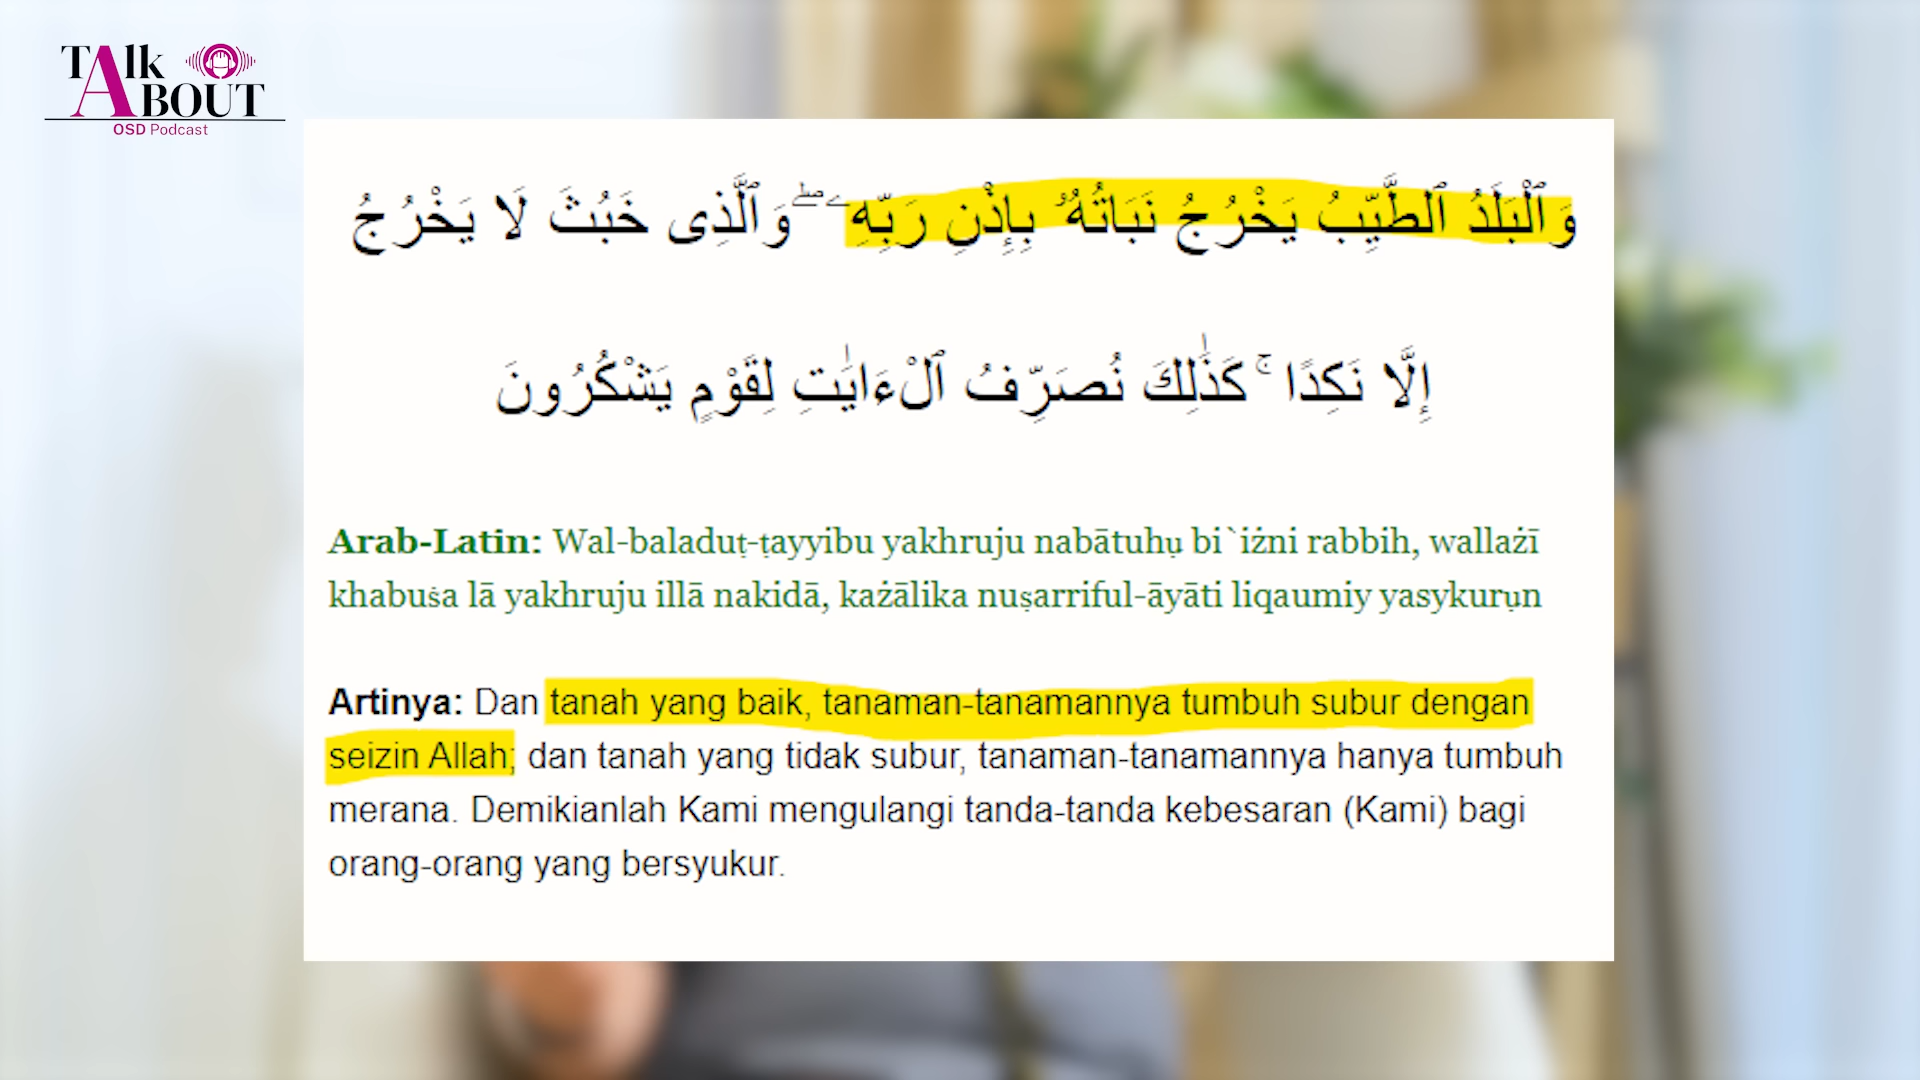 TAlk
ABOUT
OSD Podcast
وَٱلْبَلَدُ ٱلطَّيِّبُ يَخْرُجُ نَبَاتُهُۥ بِإِذْنِ رَبِّهِۦ ۖ وَٱلَّذِى خَبُثَ لَا يَخْرُجُ
إِلَّا نَكِدًا ۚ كَذَٰلِكَ نُصَرِّفُ ٱلْءَايَٰتِ لِقَوْمٍ يَشْكُرُونَ
Arab-Latin: Wal-baladuṭ-ṭayyibu yakhruju nabātuhụ bi`iżni rabbih, wallażī
khabuṡa lā yakhruju illā nakidā, każālika nuṣarriful-āyāti liqaumiy yasykurụn
Artinya: Dan tanah yang baik, tanaman-tanamannya tumbuh subur dengan
seizin Allah; dan tanah yang tidak subur, tanaman-tanamannya hanya tumbuh
merana. Demikianlah Kami mengulangi tanda-tanda kebesaran (Kami) bagi
orang-orang yang bersyukur.